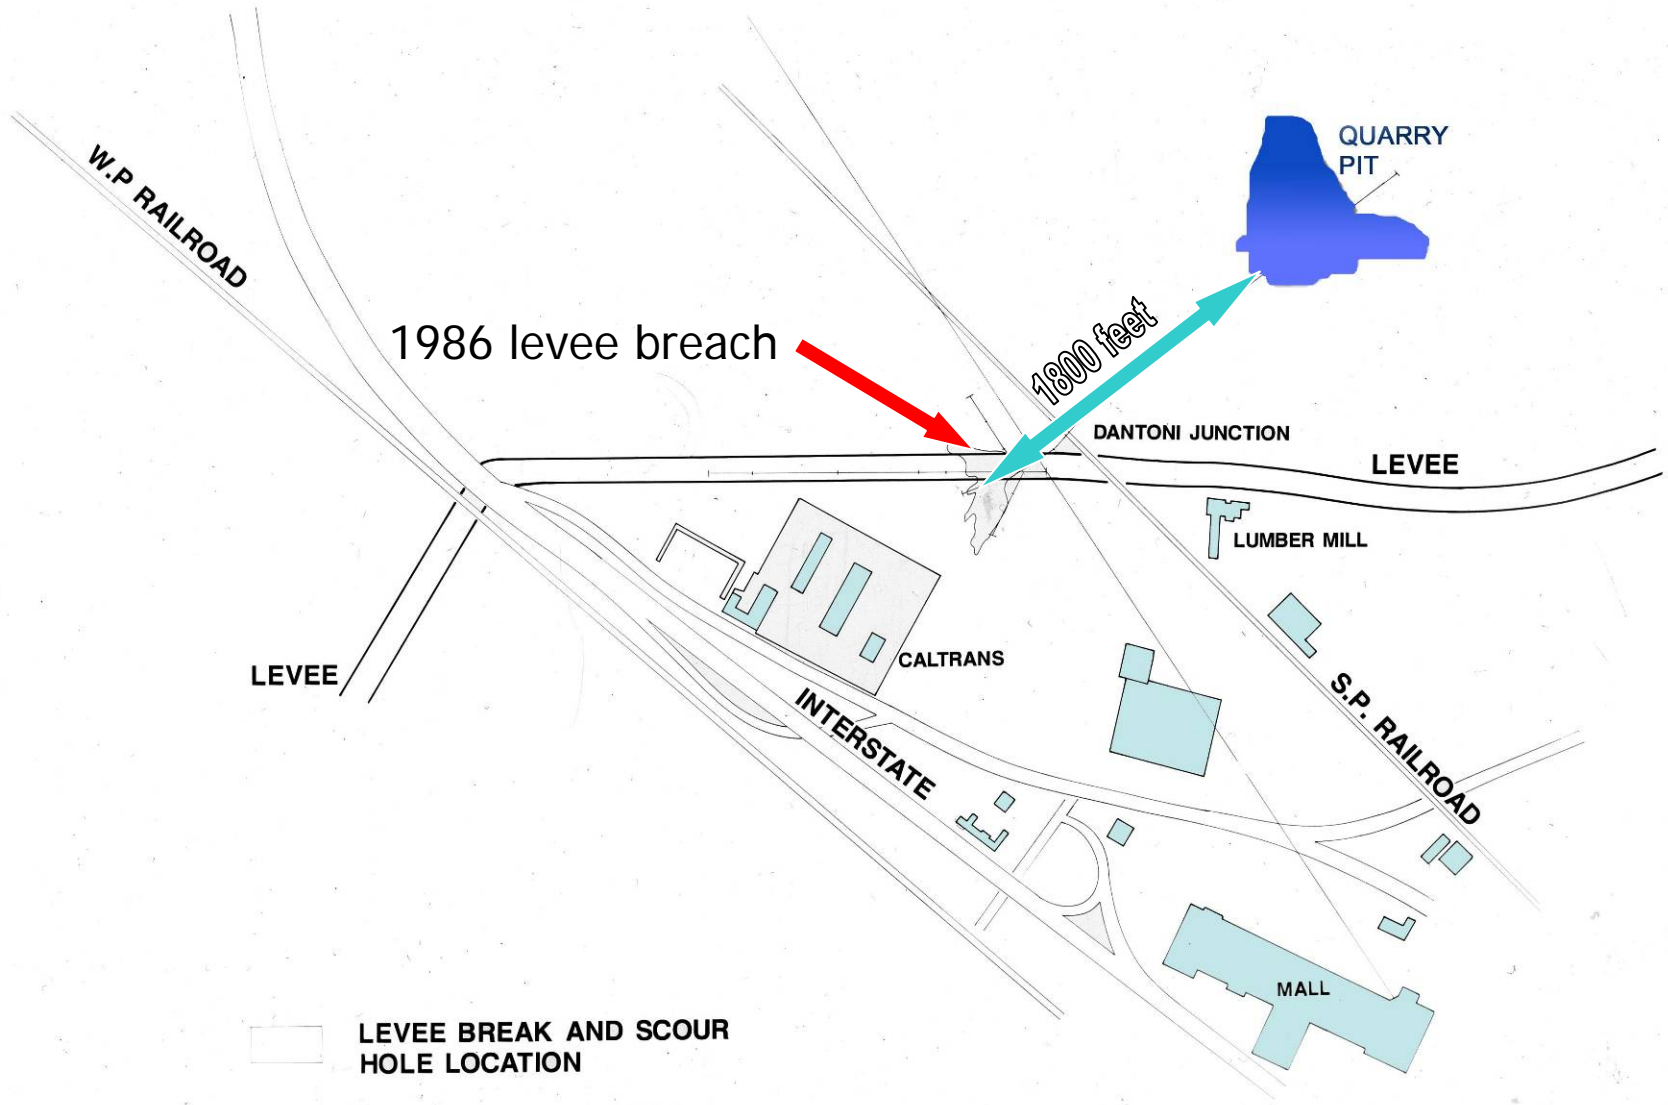 QUARRY
PIT
W.P RAILROAD
1986 levee breach
1800 feet
DANTONI JUNCTION
LEVEE
LUMBER MILL
CALTRANS
LEVEE
INTERSTATE
S.P. RAILROAD
MALL
LEVEE BREAK AND SCOUR
HOLE LOCATION